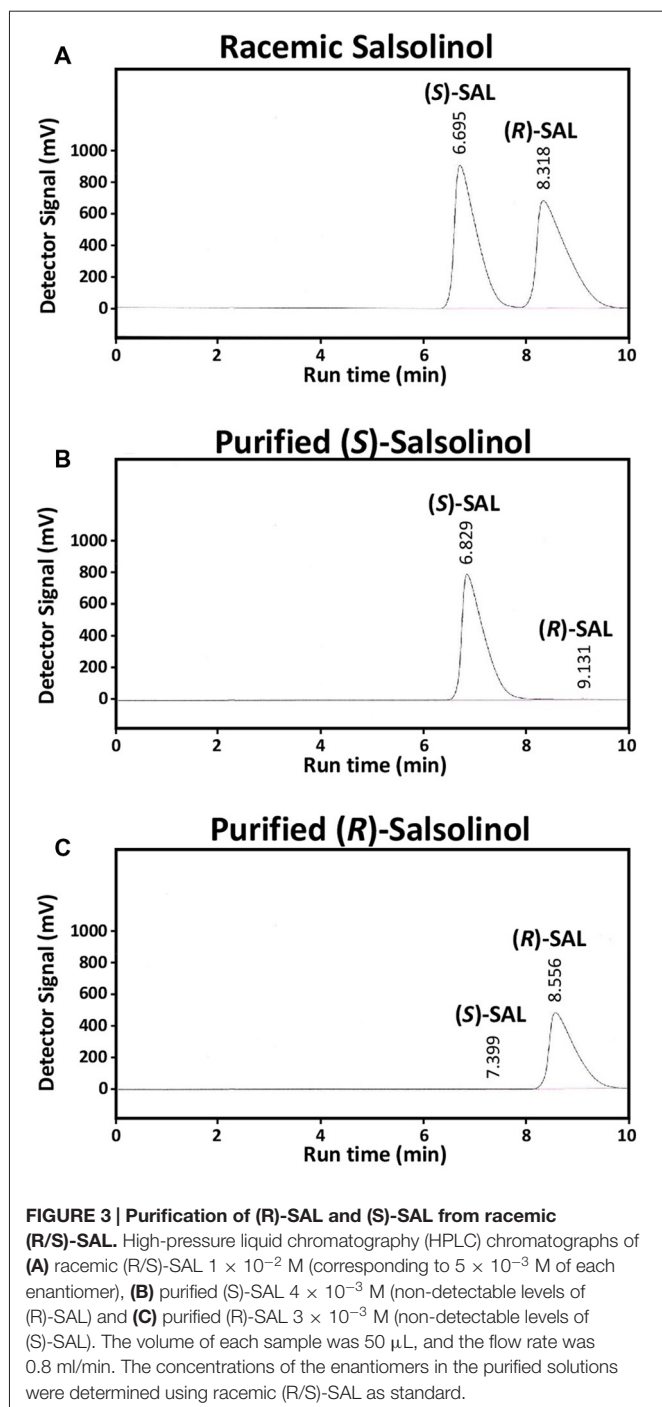 A
Racemic Salsolinol
(S)-SAL
6.695
(R)-SAL
8.318
Detector Signal (mV)
1000
800
600
400
200
0
0 2 4 6 8 10
Run time (min)
B
Purified (S)-Salsolinol
(S)-SAL
6.829
(R)-SAL
9.131
Detector Signal (mV)
1000
800
600
400
200
0
0 2 4 6 8 10
Run time (min)
C
Purified (R)-Salsolinol
(R)-SAL
8.556
(S)-SAL
7.399
Detector Signal (mV)
1000
800
600
400
200
0
0 2 4 6 8 10
Run time (min)
FIGURE 3 | Purification of (R)-SAL and (S)-SAL from racemic
(R/S)-SAL. High-pressure liquid chromatography (HPLC) chromatographs of
(A) racemic (R/S)-SAL 1 × 10⁻² M (corresponding to 5 × 10⁻³ M of each
enantiomer), (B) purified (S)-SAL 4 × 10⁻³ M (non-detectable levels of
(R)-SAL) and (C) purified (R)-SAL 3 × 10⁻³ M (non-detectable levels of
(S)-SAL). The volume of each sample was 50 μL, and the flow rate was
0.8 ml/min. The concentrations of the enantiomers in the purified solutions
were determined using racemic (R/S)-SAL as standard.